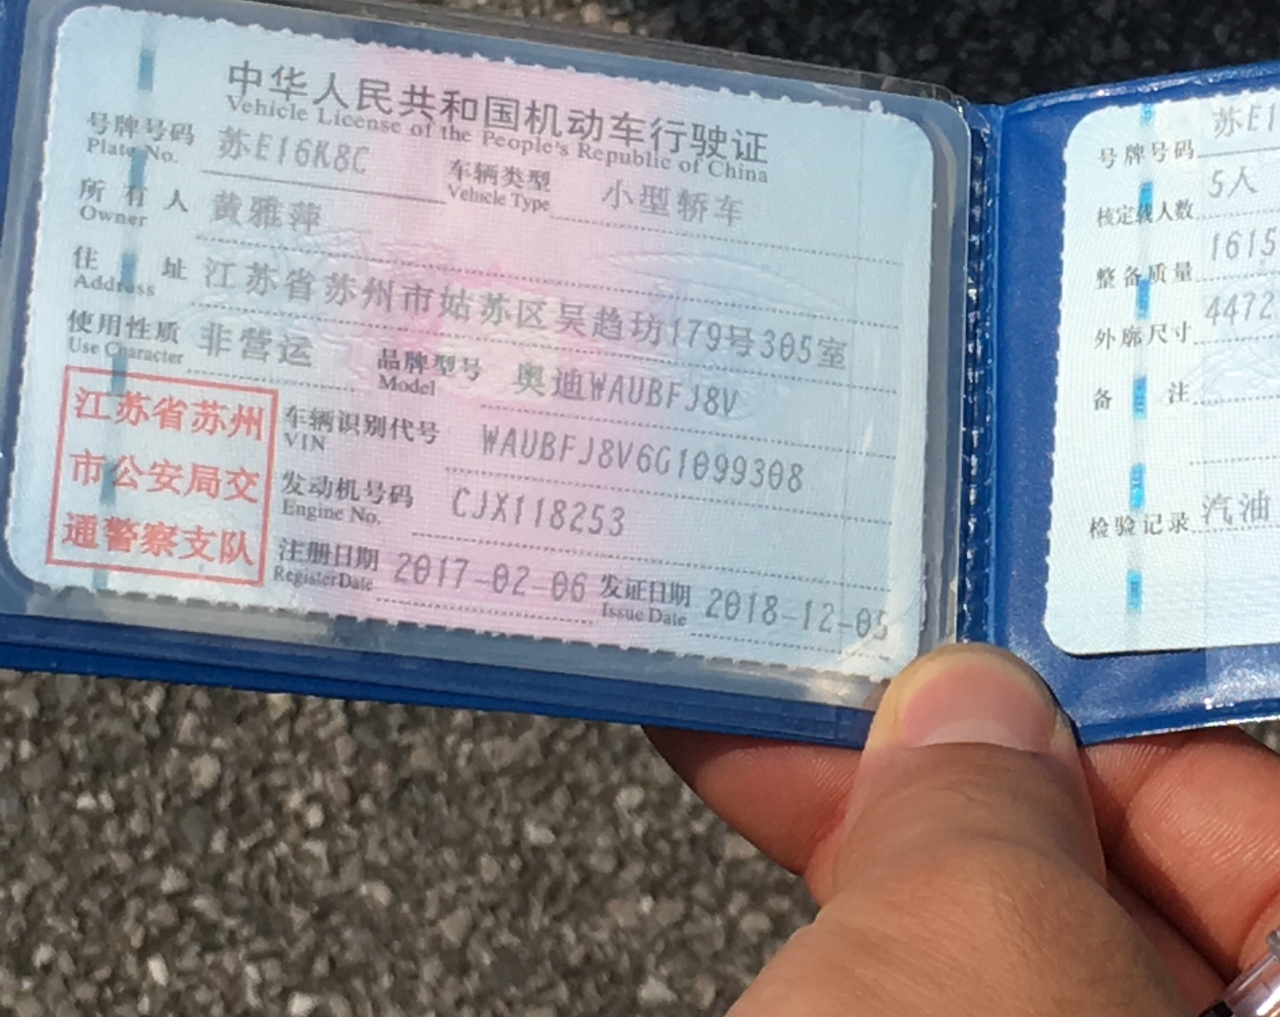 中华人民共和国机动车行驶证
Vehicle License of the People's Republic of China
号牌号码 苏E16K8C 车辆类型 小型轿车
Plate No. Vehicle Type
所有人 黄雅萍
Owner
住址 江苏省苏州市姑苏区吴趋坊179号305室
Address
使用性质 非营运 品牌型号 奥迪WAUBFJ8V
Use Character Model
江苏省苏州
市公安局交
通警察支队
车辆识别代号 WAUBFJ8V6G1099308
VIN
发动机号码 CJX118253
Engine No.
注册日期 2017-02-06 发证日期 2018-12-05
Register Date Issue Date
号牌号码 苏E1
核定载人数 5人
整备质量 1615
外廓尺寸 4472
备注
检验记录 汽油